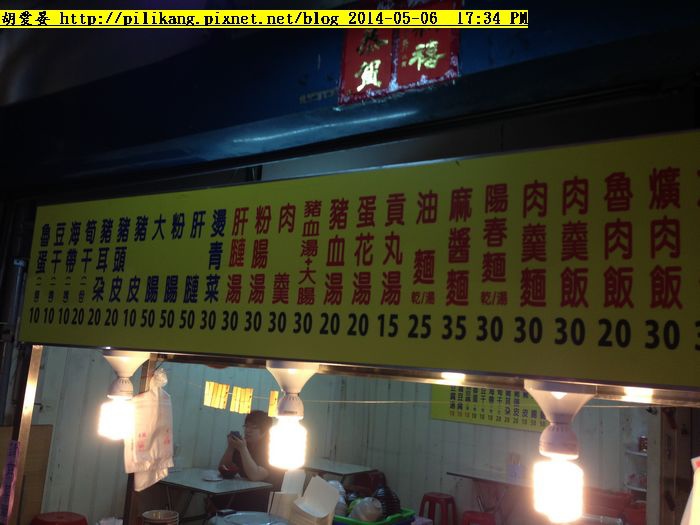 胡愛晏 http://pilikang.pixnet.net/blog 2014-05-06 17:34 PM
恭賀
禧
爌肉飯 30
魯肉飯 20
肉羹飯 30
肉羹麵 30
陽春麵 乾/湯 30
麻醬麵 35
油麵 乾/湯 25
貢丸湯 15
蛋花湯 20
豬血湯 20
豬血湯+大腸 30
肉羹 30
粉腸湯 30
肝腱湯 30
燙青菜 30
肝腱 50
粉腸 50
大腸 50
豬皮 10
豬頭皮 20
豬耳朵 20
筍干 20
海帶 10
豆干 10
魯蛋 10